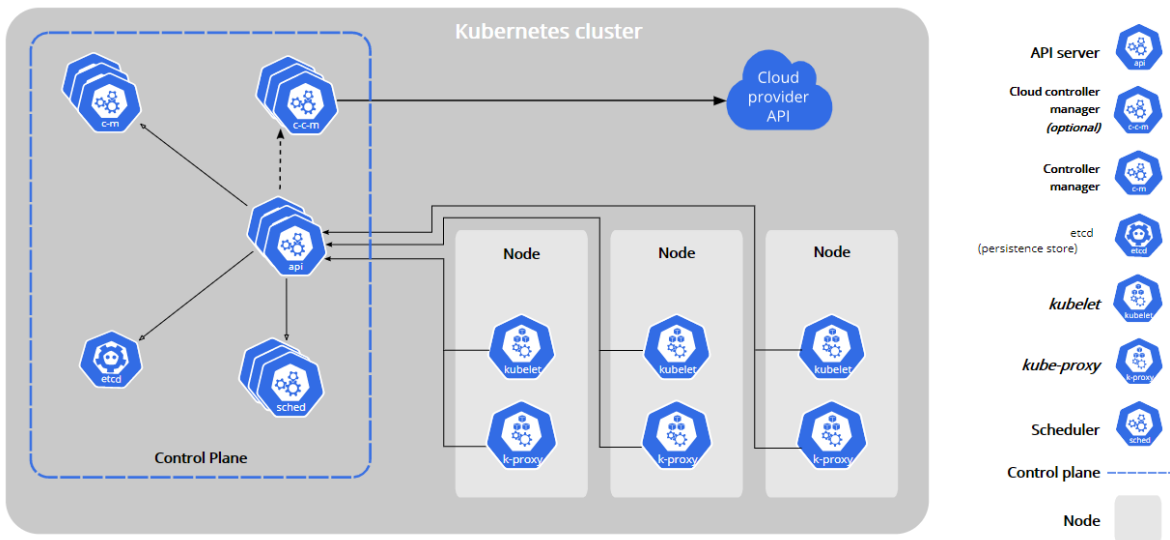 Kubernetes cluster
c-m
c-c-m
Cloud
provider
API
api
etcd
sched
Control Plane
Node
Node
Node
kubelet
kubelet
kubelet
k-proxy
k-proxy
k-proxy
API server
api
Cloud controller
manager
(optional)
c-c-m
Controller
manager
c-m
etcd
(persistence store)
etcd
kubelet
kubelet
kube-proxy
k-proxy
Scheduler
sched
Control plane
Node